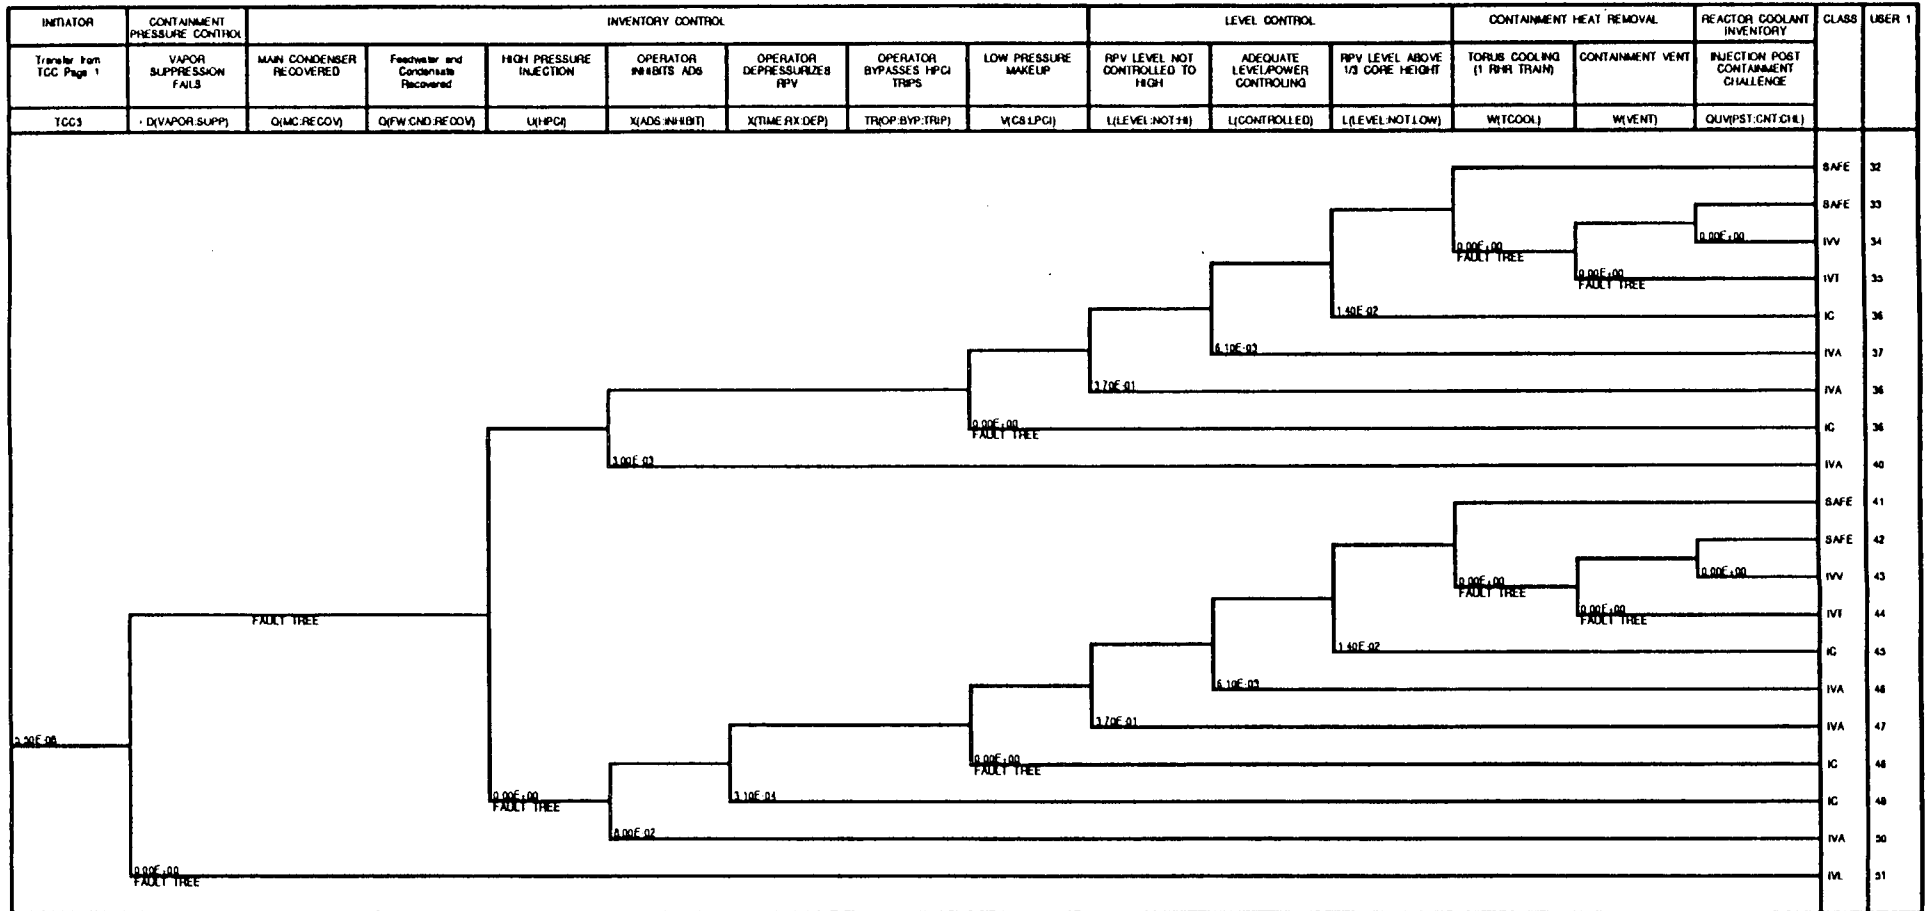 INITIATOR
CONTAINMENT
PRESSURE CONTROL
INVENTORY CONTROL
LEVEL CONTROL
CONTAINMENT HEAT REMOVAL
REACTOR COOLANT
INVENTORY
CLASS
USER 1
Transfer from
TCC Page 1
VAPOR
SUPPRESSION
FAILS
MAIN CONDENSER
RECOVERED
Feedwater and
Condensate
Recovered
HIGH PRESSURE
INJECTION
OPERATOR
INHIBITS ADS
OPERATOR
DEPRESSURIZES
RPV
OPERATOR
BYPASSES HPCI
TRIPS
LOW PRESSURE
MAKEUP
RPV LEVEL NOT
CONTROLLED TO
HIGH
ADEQUATE
LEVEL/POWER
CONTROLING
RPV LEVEL ABOVE
1/3 CORE HEIGHT
TORUS COOLING
(1 RHR TRAIN)
CONTAINMENT VENT
INJECTION POST
CONTAINMENT
CHALLENGE
TCC3
D(VAPOR:SUPP)
Q(MC:RECOV)
Q(FW:CND:RECOV)
U(HPCI)
X(ADS:INHIBIT)
X(TIME:RX:DEP)
TR(OP:BYP:TRIP)
V(CS:LPCI)
L(LEVEL:NOT:HI)
L(CONTROLLED)
L(LEVEL:NOT:LOW)
W(TCOOL)
W(VENT)
QUV(PST:CNT:CHL)
SAFE 32
SAFE 33
0.00E+00
IVV 34
0.00E+00
FAULT TREE
0.00E+00
FAULT TREE
IVT 35
1.40E-02
IC 36
6.10E-03
IVA 37
3.70E-01
IVA 38
0.00E+00
FAULT TREE
IC
3.00E-03
IVA 40
SAFE 41
SAFE 42
0.00E+00
IVV 43
0.00E+00
FAULT TREE
0.00E+00
FAULT TREE
IVT 44
FAULT TREE
1.40E-02
IC 45
6.10E-03
IVA 46
3.70E-01
IVA 47
0.00E+00
FAULT TREE
IC 48
0.00E+00
FAULT TREE
3.10E-04
IC 49
8.00E-02
IVA 50
0.00E+00
FAULT TREE
IVL 51